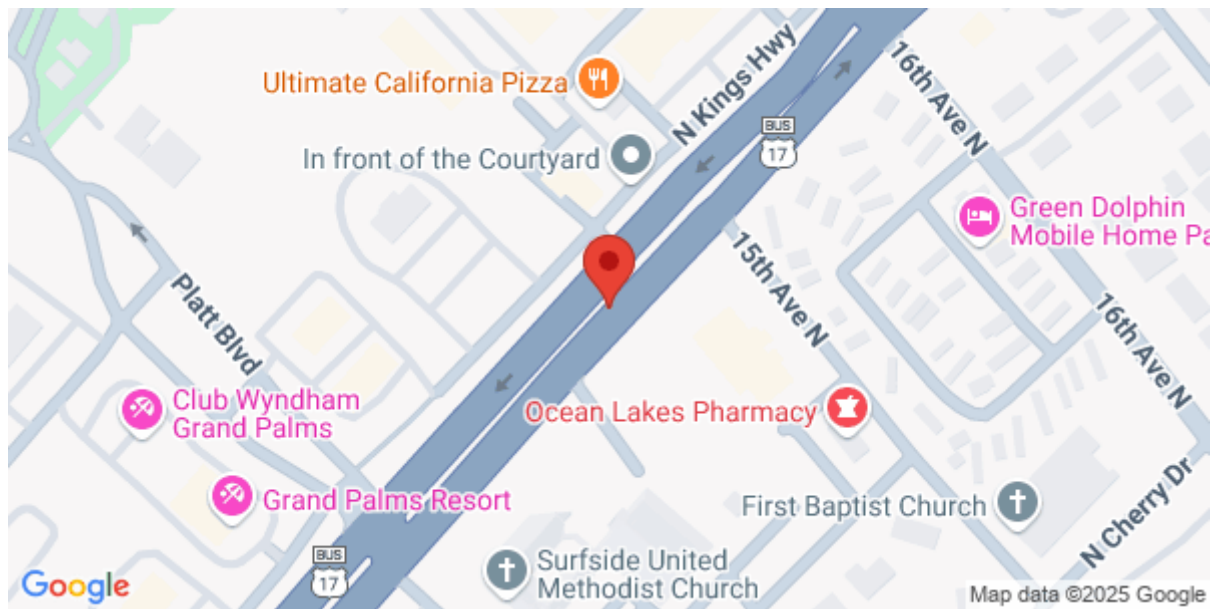 16th Ave N
N Kings Hwy
Ultimate California Pizza
BUS
17
In front of the Courtyard
Green Dolphin
Mobile Home Pa
15th Ave N
Platt Blvd
16th Ave N
Club Wyndham
Grand Palms
Ocean Lakes Pharmacy
Grand Palms Resort
First Baptist Church
N Cherry Dr
BUS
17
Surfside United
Methodist Church
Google
Map data ©2025 Google